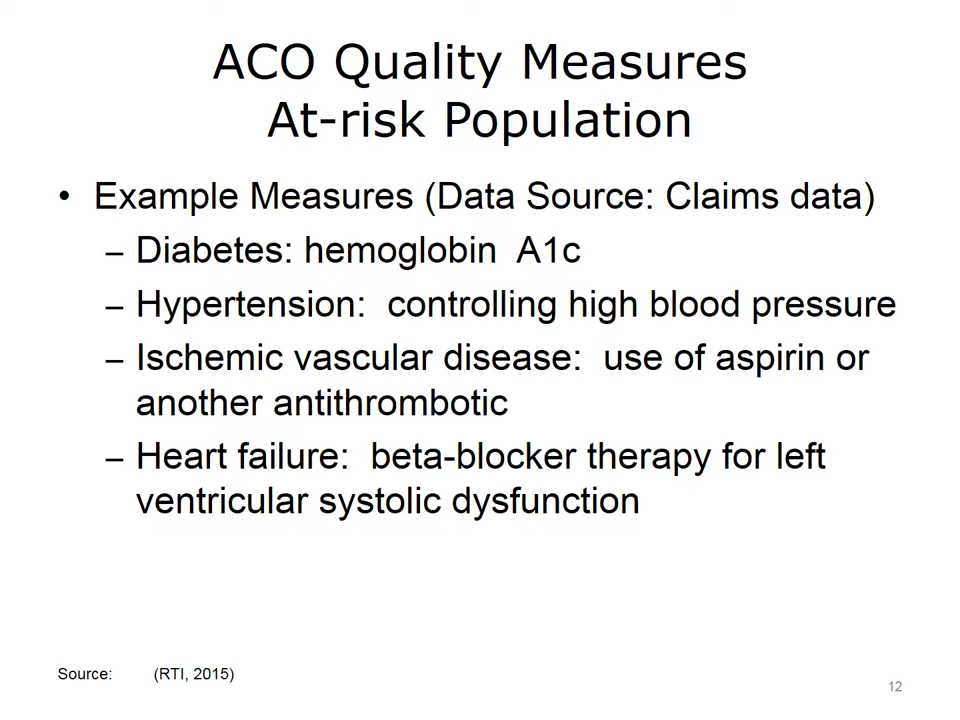 ACO Quality Measures
At-risk Population
• Example Measures (Data Source: Claims data)
– Diabetes: hemoglobin  A1c
– Hypertension:  controlling high blood pressure
– Ischemic vascular disease:  use of aspirin or
another antithrombotic
– Heart failure:  beta-blocker therapy for left
ventricular systolic dysfunction
Source: (RTI, 2015)
12